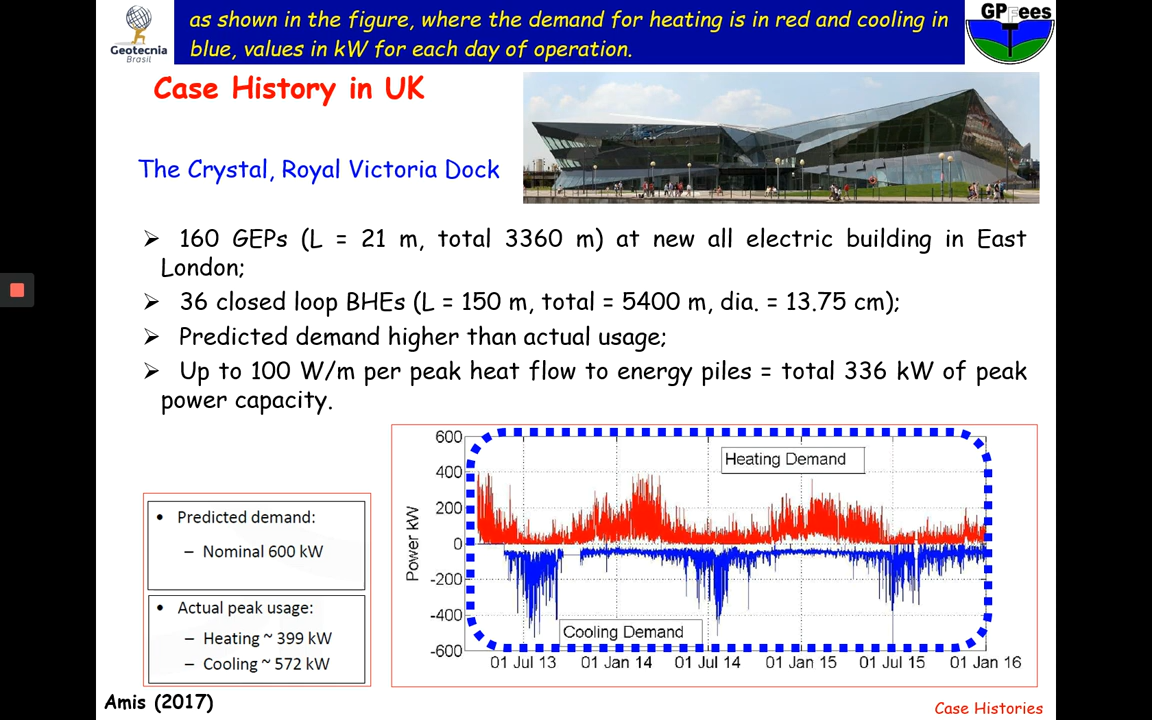 as shown in the figure, where the demand for heating is in red and cooling in
blue, values in kW for each day of operation.
Geotecnia
Brasil
GPFees
Case History in UK
The Crystal, Royal Victoria Dock
➢ 160 GEPs (L = 21 m, total 3360 m) at new all electric building in East
London;
➢ 36 closed loop BHEs (L = 150 m, total = 5400 m, dia. = 13.75 cm);
➢ Predicted demand higher than actual usage;
➢ Up to 100 W/m per peak heat flow to energy piles = total 336 kW of peak
power capacity.
• Predicted demand:
– Nominal 600 kW
• Actual peak usage:
– Heating ~ 399 kW
– Cooling ~ 572 kW
Power kW
600
400
200
0
-200
-400
-600
Heating Demand
Cooling Demand
01 Jul 13 01 Jan 14 01 Jul 14 01 Jan 15 01 Jul 15 01 Jan 16
Amis (2017)
Case Histories